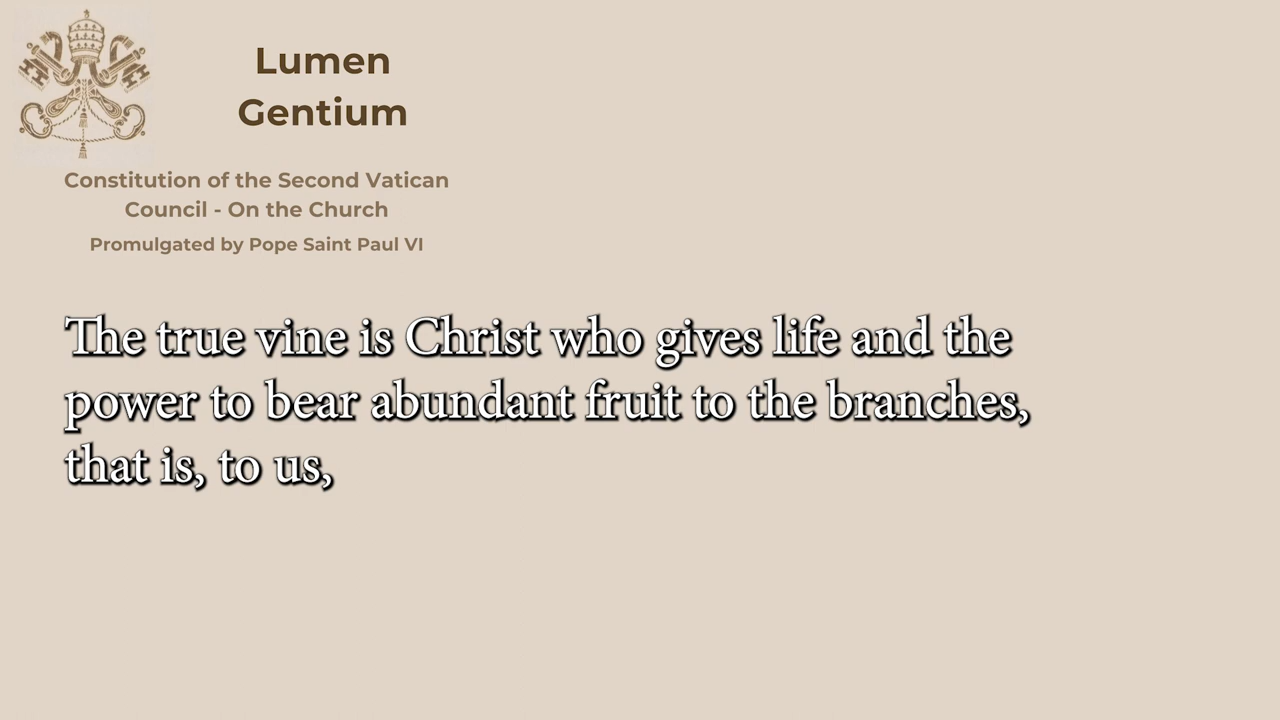 Lumen
Gentium
Constitution of the Second Vatican
Council - On the Church
Promulgated by Pope Saint Paul VI
The true vine is Christ who gives life and the
power to bear abundant fruit to the branches,
that is, to us,